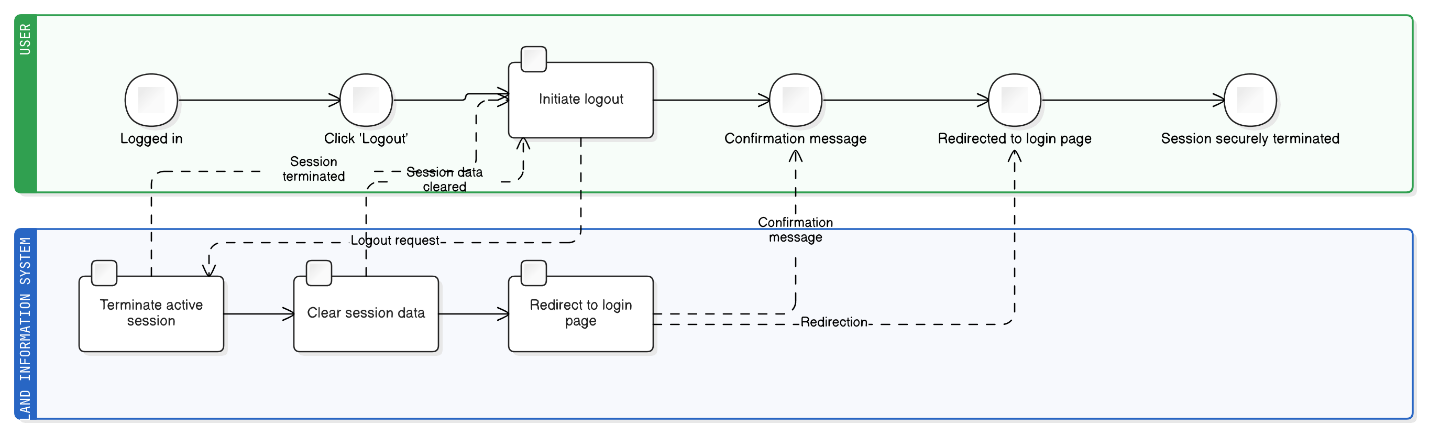 USER
Initiate logout
Logged in
Click 'Logout'
Confirmation message
Redirected to login page
Session securely terminated
Session
terminated
Session data
cleared
Confirmation
message
Logout request
LAND INFORMATION SYSTEM
Terminate active
session
Clear session data
Redirect to login
page
Redirection